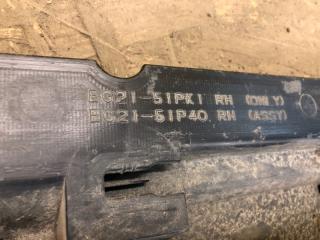 EG21-51PK1 RH (ONLY)
EG21-51P40 RH (ASSY)